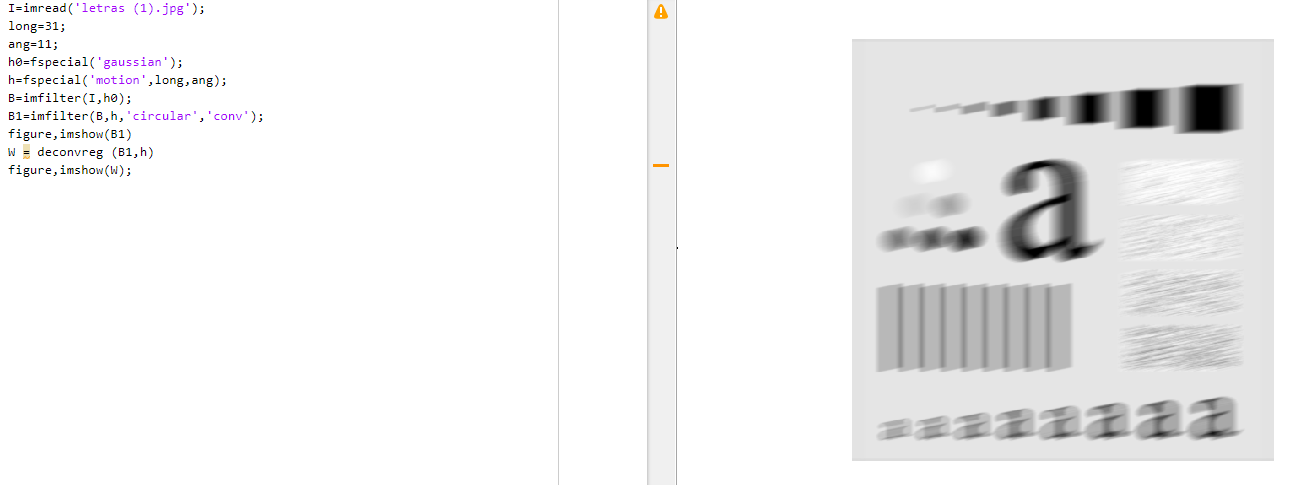 I=imread('letras (1).jpg');
long=31;
ang=11;
h0=fspecial('gaussian');
h=fspecial('motion',long,ang);
B=imfilter(I,h0);
B1=imfilter(B,h,'circular','conv');
figure,imshow(B1)
W = deconvreg (B1,h)
figure,imshow(W);
a
a a a a a a a a